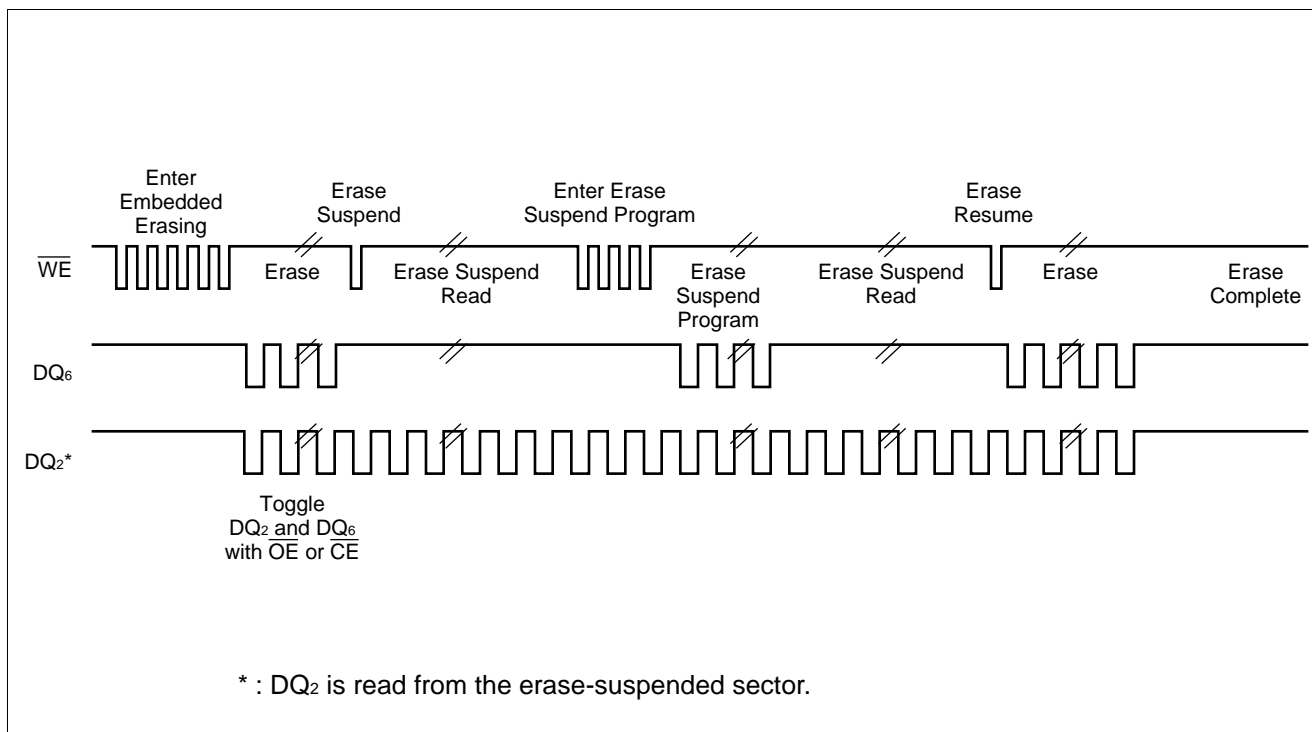 Enter
Embedded
Erasing
Erase
Suspend
Enter Erase
Suspend Program
Erase
Resume
WE
Erase
Erase Suspend
Read
Erase
Suspend
Program
Erase Suspend
Read
Erase
Erase
Complete
DQ6
DQ2*
Toggle
DQ2 and DQ6
with OE or CE
* : DQ2 is read from the erase-suspended sector.